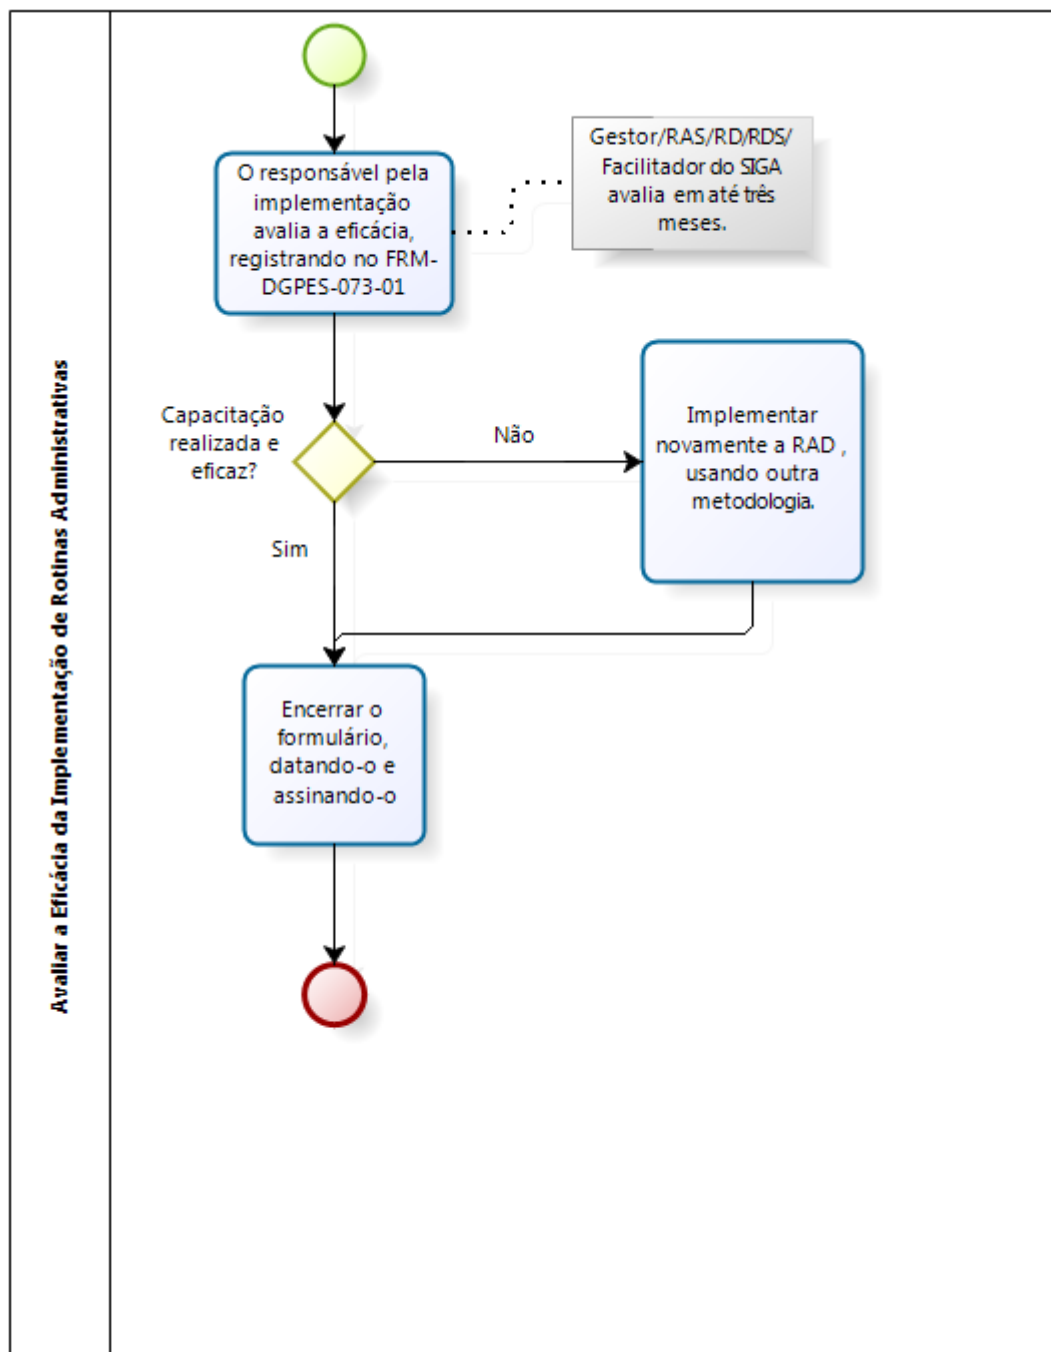 Avaliar a Eficácia da Implementação de Rotinas Administrativas
O responsável pela
implementação
avalia a eficácia,
registrando no FRM-
DGPES-073-01
Gestor/RAS/RD/RDS/
Facilitador do SIGA
avalia em até três
meses.
Capacitação
realizada e
eficaz?
Não
Implementar
novamente a RAD ,
usando outra
metodologia.
Sim
Encerrar o
formulário,
datando-o e
assinando-o